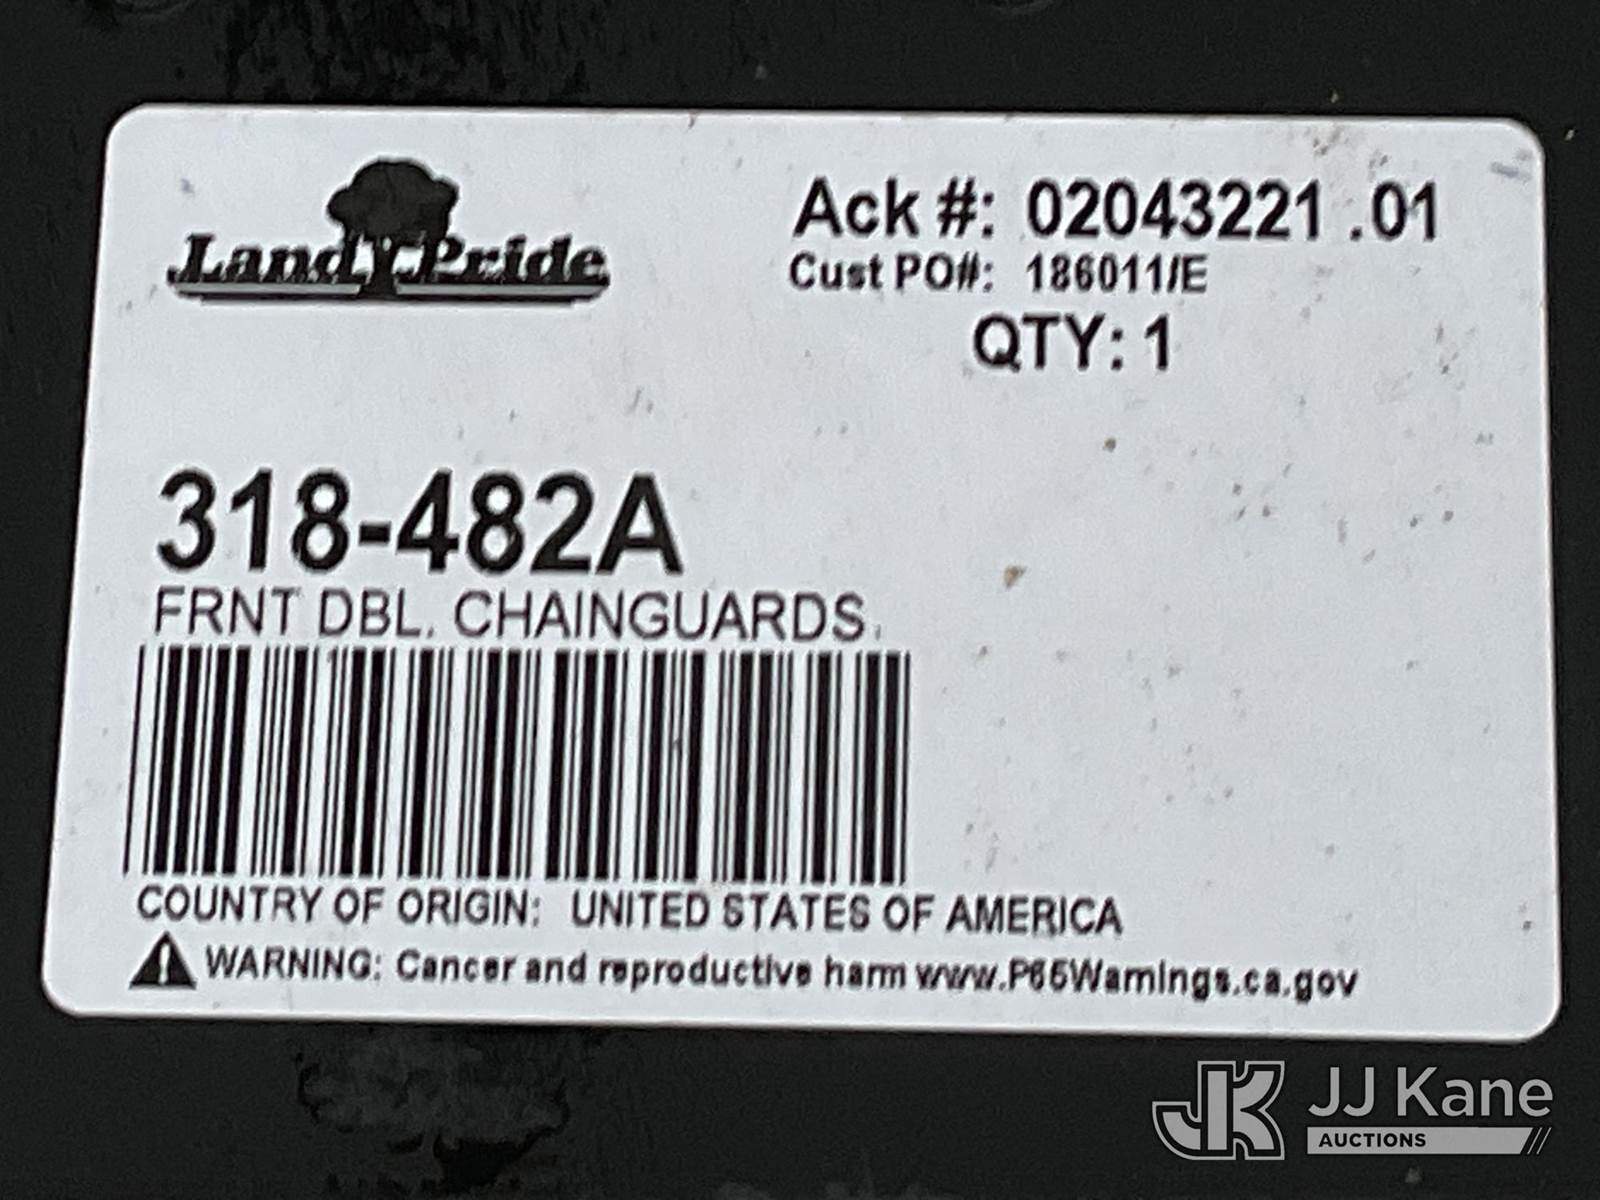 Land Pride
Ack #: 02043221 .01
Cust PO#: 186011/E
QTY: 1
318-482A
FRNT DBL. CHAINGUARDS
COUNTRY OF ORIGIN: UNITED STATES OF AMERICA
WARNING: Cancer and reproductive harm www.P65Warnings.ca.gov
JK JJ Kane
AUCTIONS